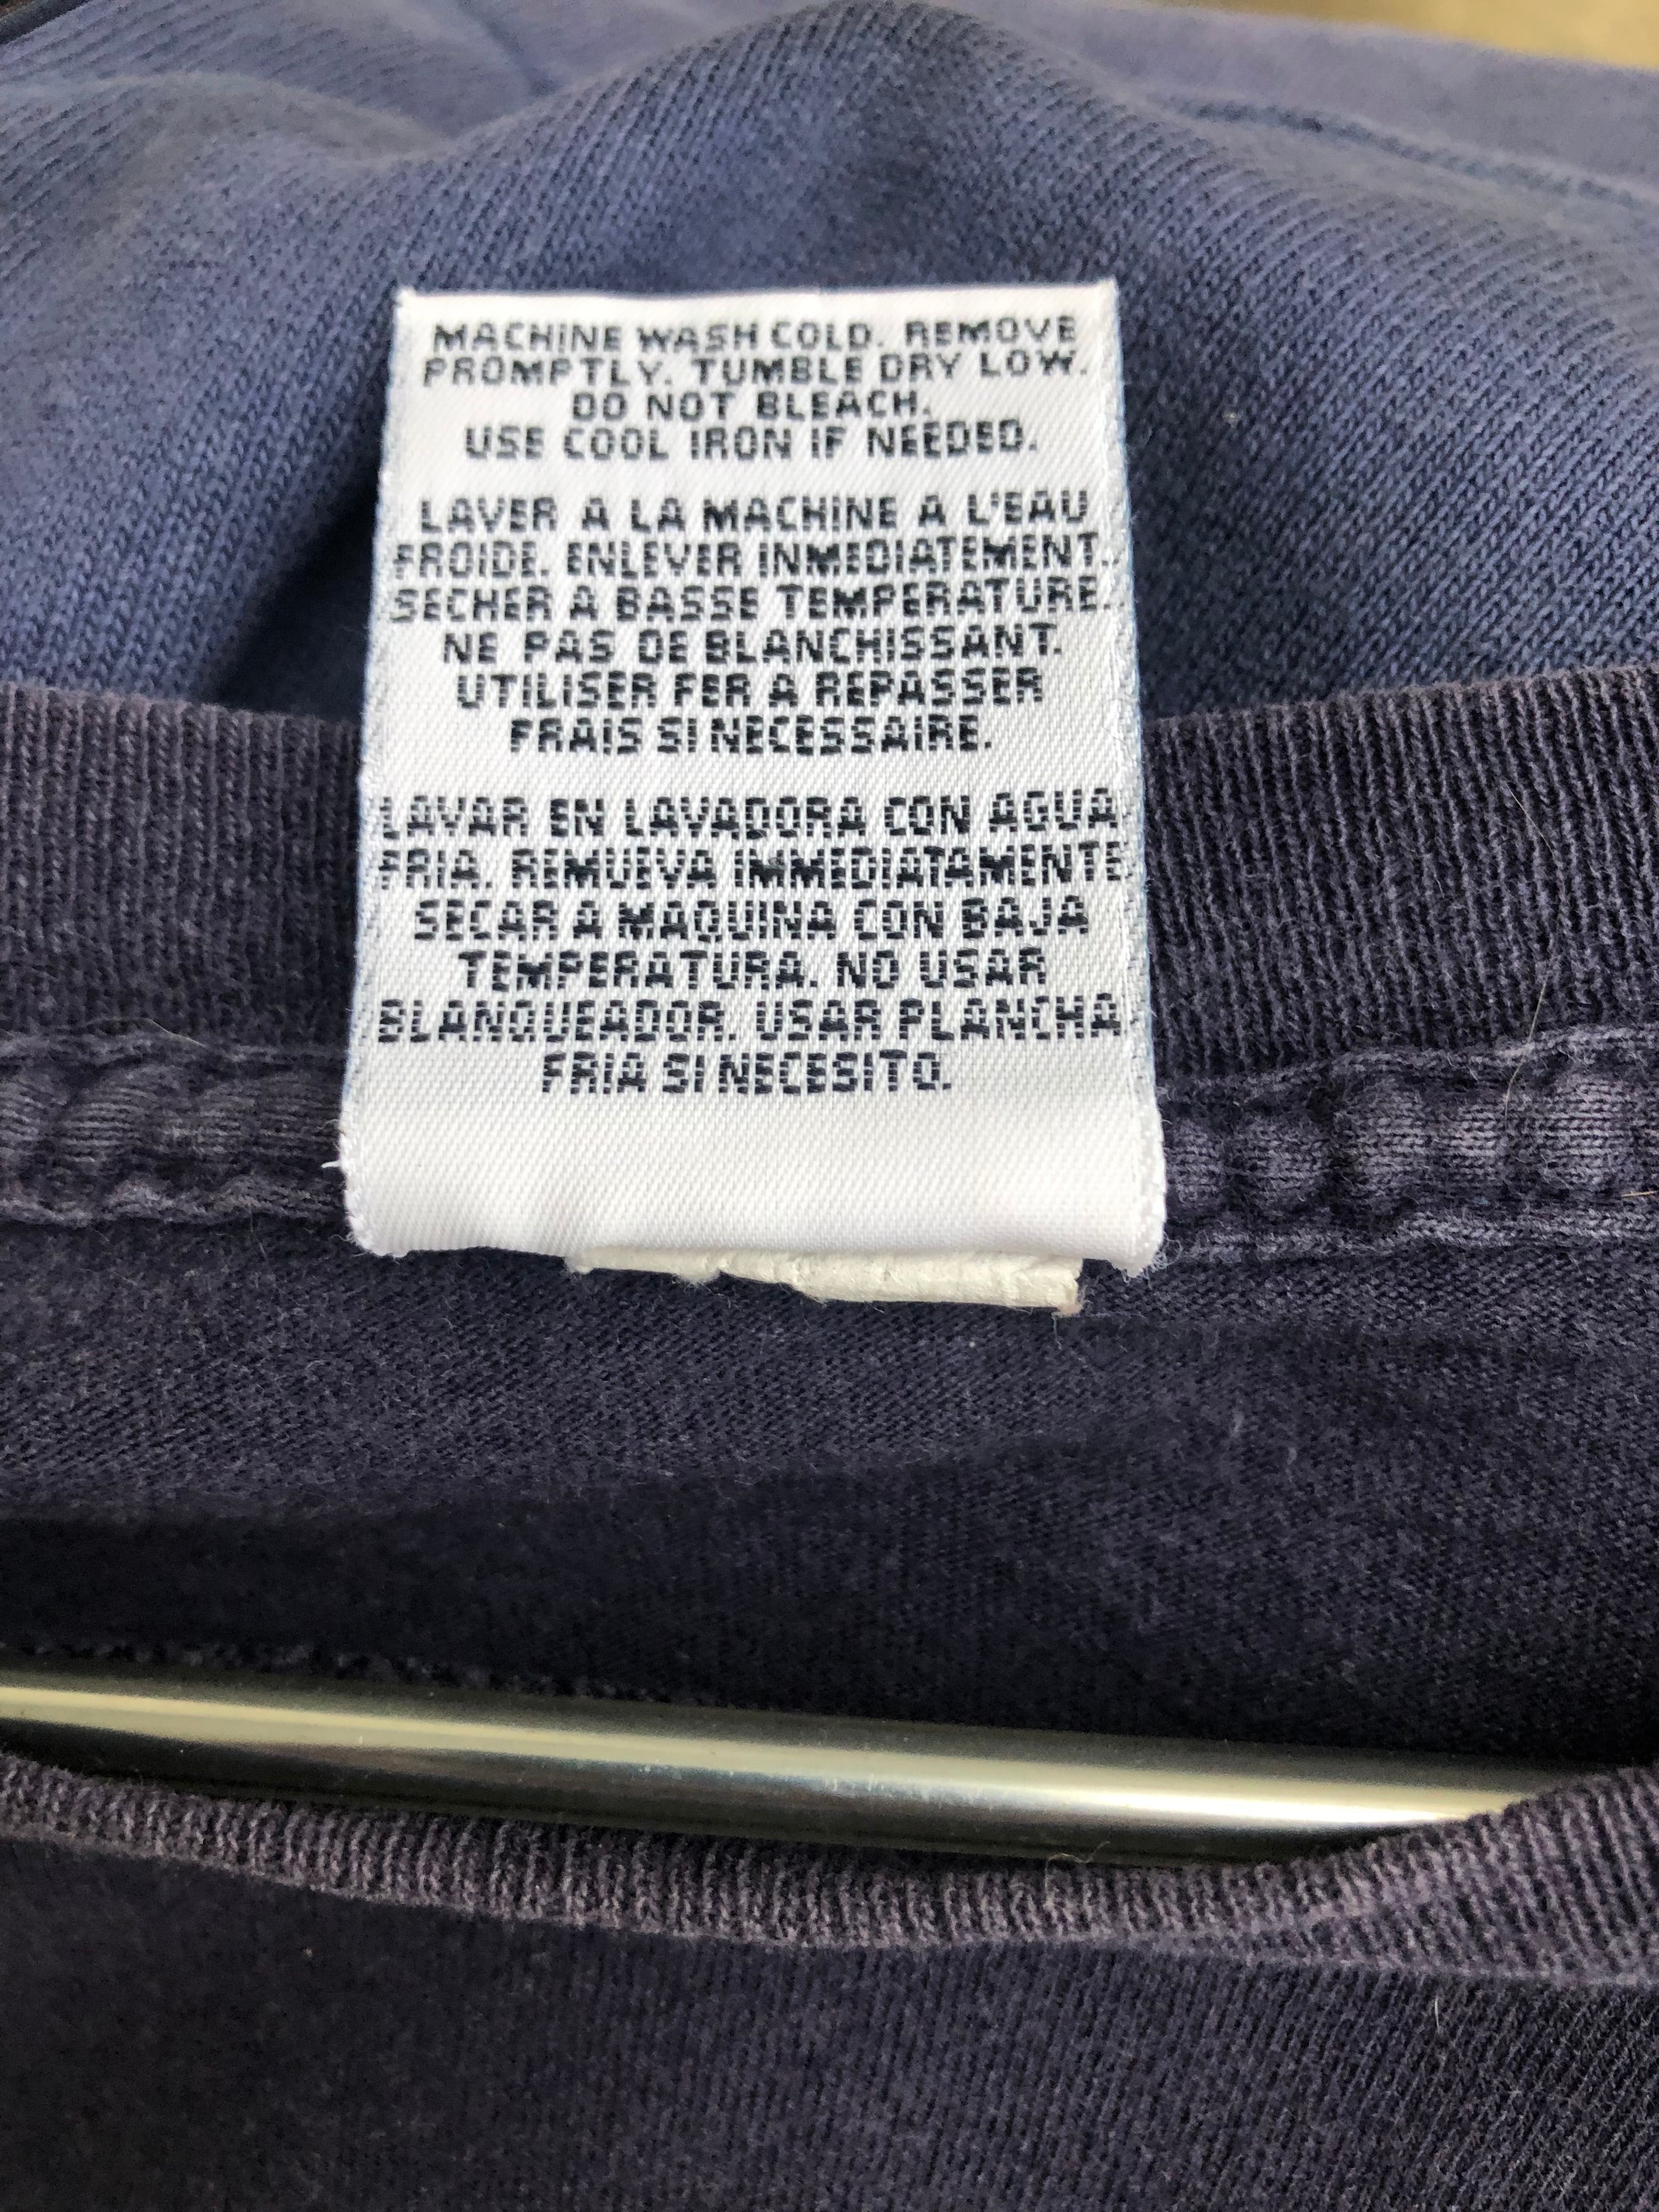 MACHINE WASH COLD. REMOVE
PROMPTLY. TUMBLE DRY LOW.
DO NOT BLEACH.
USE COOL IRON IF NEEDED.
LAVER A LA MACHINE A L'EAU
FROIDE. ENLEVER INMEDIATEMENT.
SECHER A BASSE TEMPERATURE.
NE PAS DE BLANCHISSANT.
UTILISER FER A REPASSER
FRAIS SI NECESSAIRE.
LAVAR EN LAVADORA CON AGUA
FRIA. REMUEVA IMMEDIATAMENTE
SECAR A MAQUINA CON BAJA
TEMPERATURA. NO USAR
BLANQUEADOR. USAR PLANCHA
FRIA SI NECESITO.